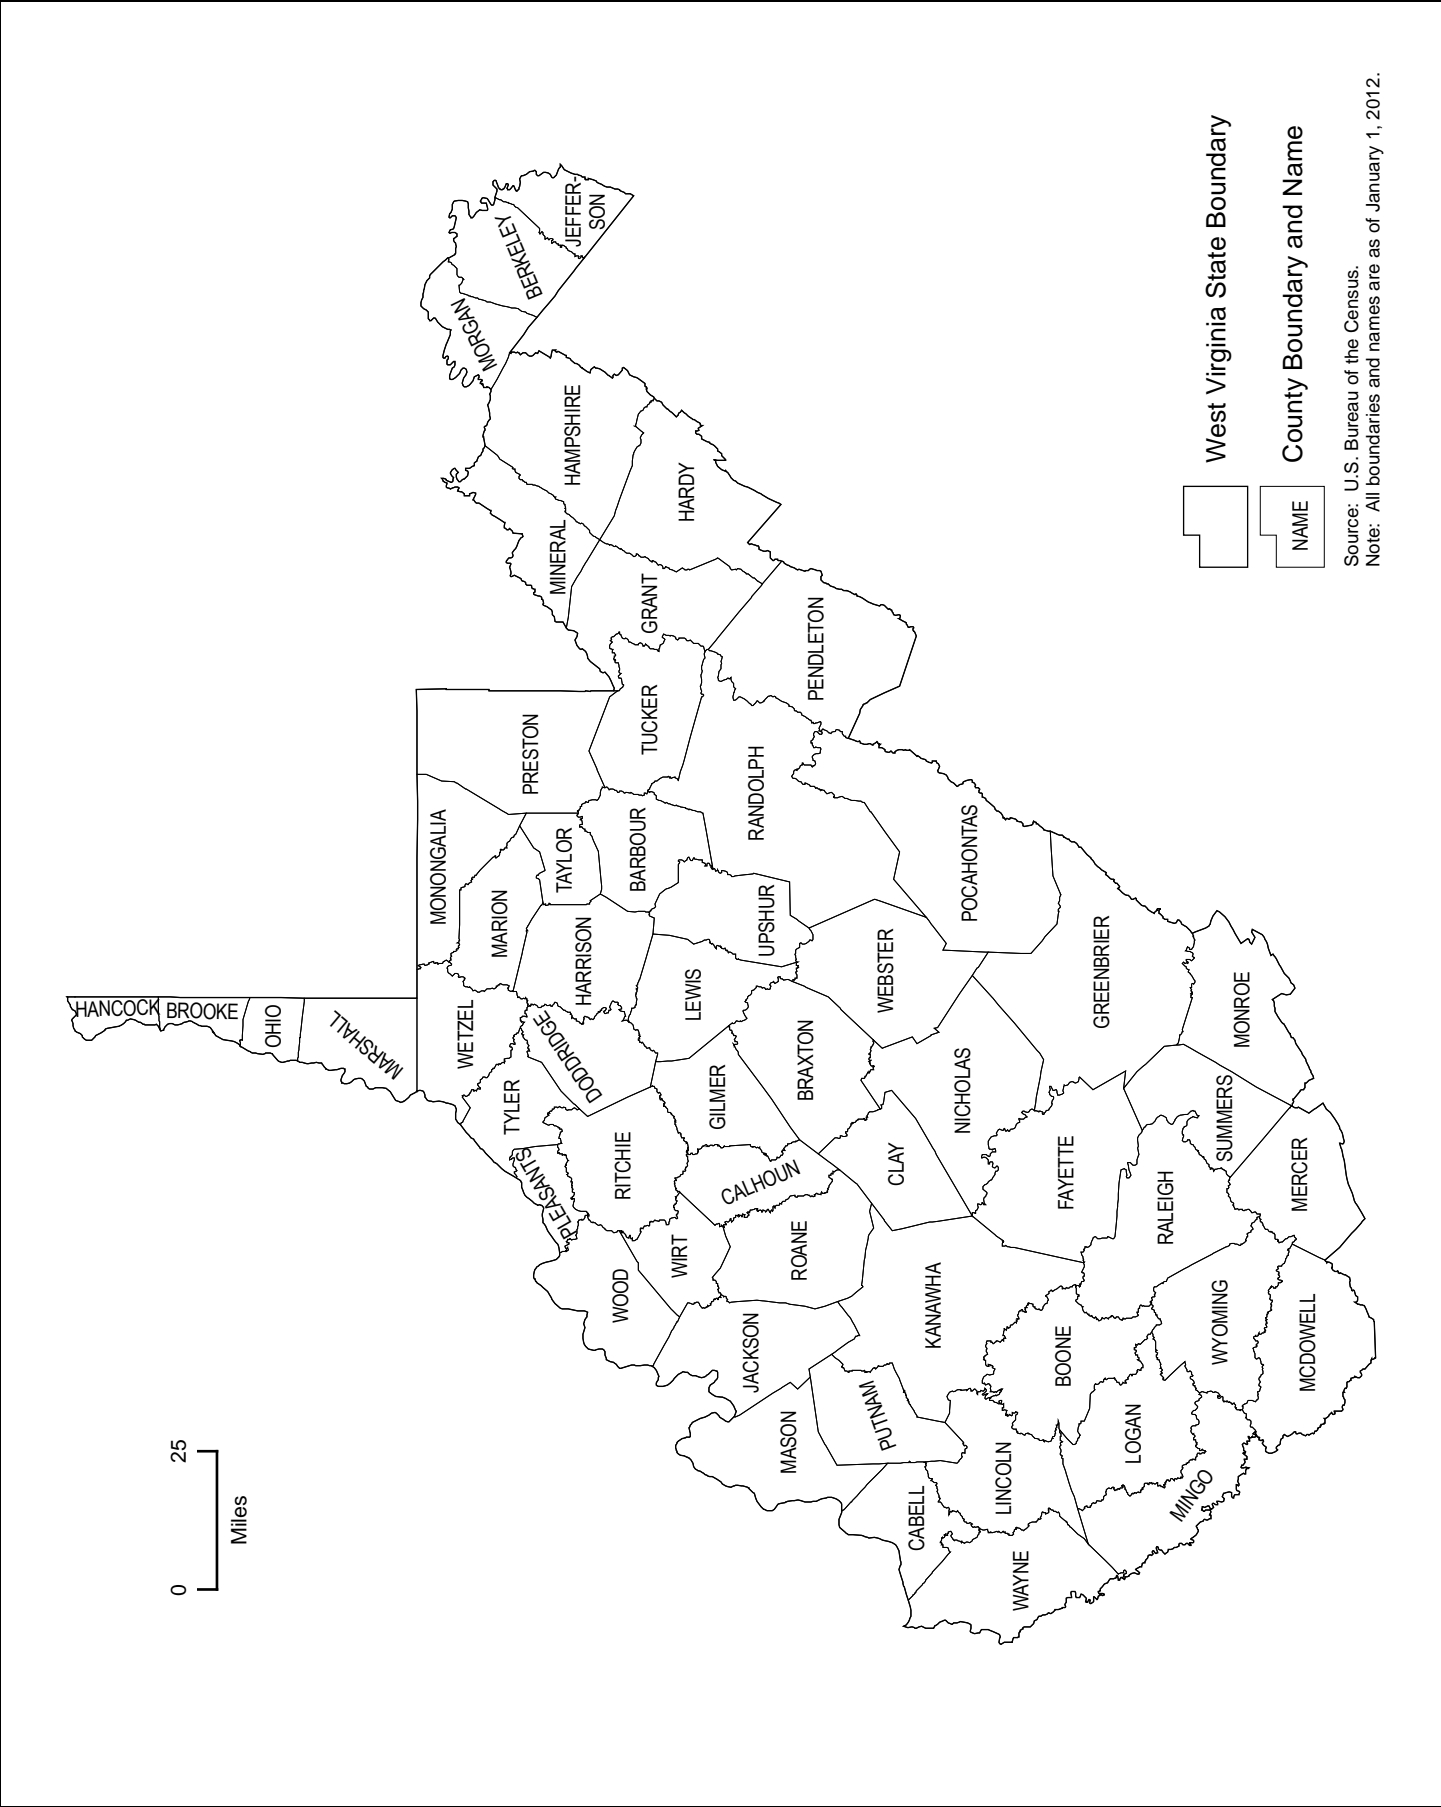 HANCOCK
BROOKE
OHIO
MARSHALL
WETZEL
MONONGALIA
MARION
PRESTON
TAYLOR
HARRISON
DODDRIDGE
TYLER
PLEASANTS
RITCHIE
WOOD
WIRT
BARBOUR
TUCKER
GRANT
MINERAL
HAMPSHIRE
MORGAN
BERKELEY
JEFFER-
SON
HARDY
PENDLETON
RANDOLPH
UPSHUR
LEWIS
GILMER
CALHOUN
ROANE
JACKSON
MASON
PUTNAM
CABELL
WAYNE
LINCOLN
KANAWHA
CLAY
BRAXTON
WEBSTER
POCAHONTAS
NICHOLAS
GREENBRIER
FAYETTE
BOONE
LOGAN
MINGO
RALEIGH
WYOMING
MCDOWELL
MERCER
SUMMERS
MONROE
0
25
Miles
West Virginia State Boundary
NAME
County Boundary and Name
Source: U.S. Bureau of the Census.
Note: All boundaries and names are as of January 1, 2012.